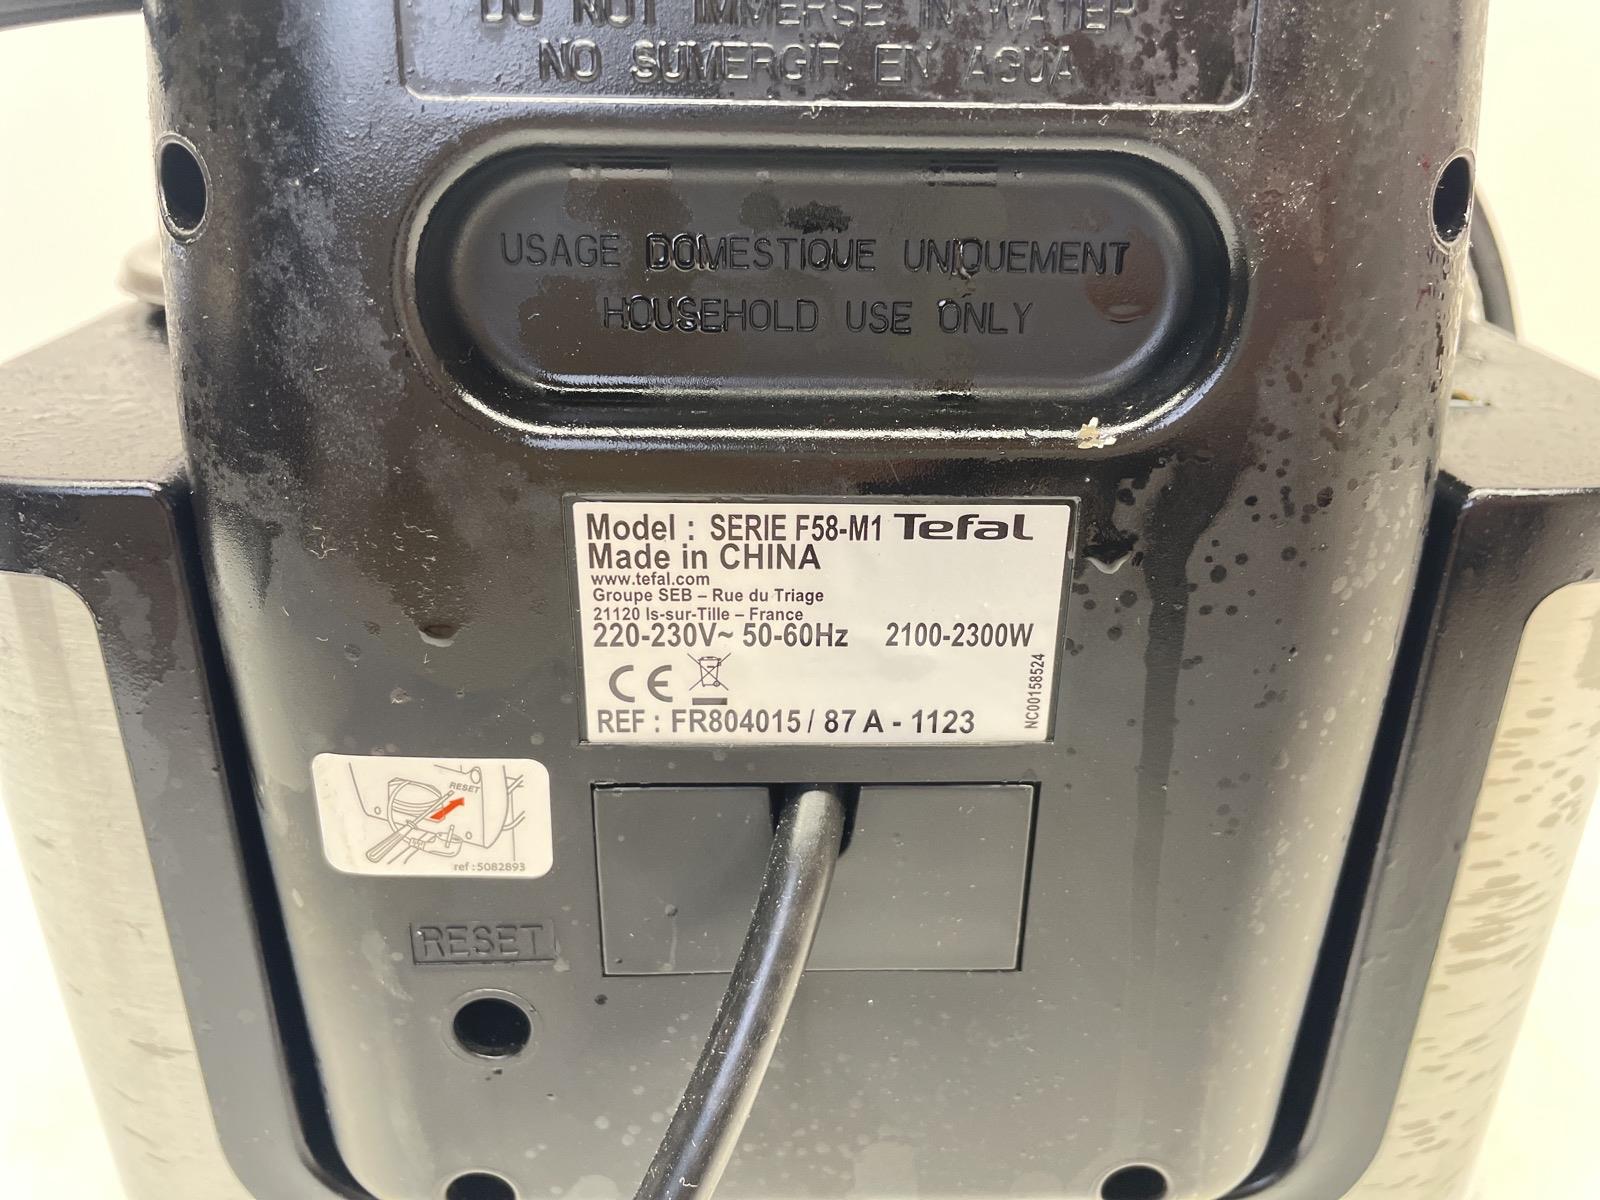 DO NOT IMMERSE IN WATER
NO SUMERGIR EN AGUA
USAGE DOMESTIQUE UNIQUEMENT
HOUSEHOLD USE ONLY
Model : SERIE F58-M1 Tefal
Made in CHINA
www.tefal.com
Groupe SEB – Rue du Triage
21120 Is-sur-Tille – France
220-230V~ 50-60Hz 2100-2300W
CE
NC00158524
REF : FR804015 / 87 A - 1123
RESET
ref : 5082893
RESET